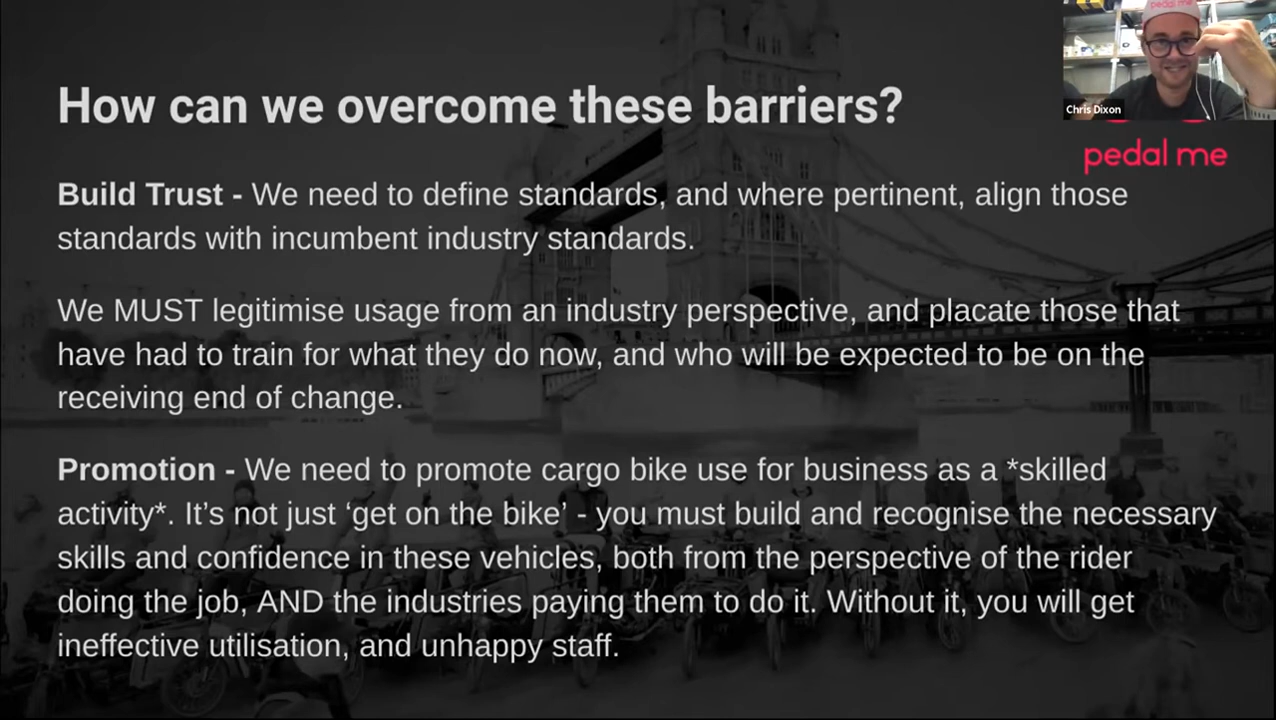 pedal me
Chris Dixon
pedal me
How can we overcome these barriers?
Build Trust - We need to define standards, and where pertinent, align those
standards with incumbent industry standards.
We MUST legitimise usage from an industry perspective, and placate those that
have had to train for what they do now, and who will be expected to be on the
receiving end of change.
Promotion - We need to promote cargo bike use for business as a *skilled
activity*. It’s not just ‘get on the bike’ - you must build and recognise the necessary
skills and confidence in these vehicles, both from the perspective of the rider
doing the job, AND the industries paying them to do it. Without it, you will get
ineffective utilisation, and unhappy staff.